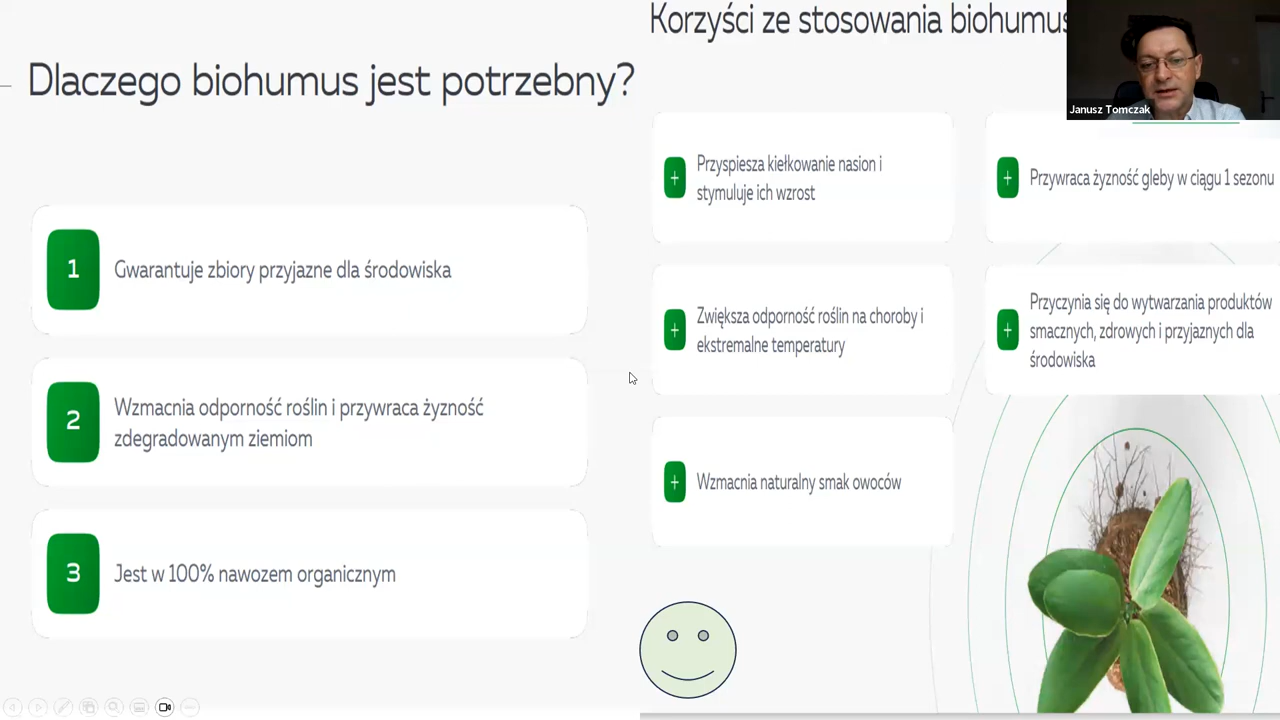 Dlaczego biohumus jest potrzebny?
1
Gwarantuje zbiory przyjazne dla środowiska
2
Wzmacnia odporność roślin i przywraca żyzność
zdegradowanym ziemiom
3
Jest w 100% nawozem organicznym
Korzyści ze stosowania biohumus
Janusz Tomczak
+
Przyspiesza kiełkowanie nasion i
stymuluje ich wzrost
+
Przywraca żyzność gleby w ciągu 1 sezonu
+
Zwiększa odporność roślin na choroby i
ekstremalne temperatury
+
Przyczynia się do wytwarzania produktów
smacznych, zdrowych i przyjaznych dla
środowiska
+
Wzmacnia naturalny smak owoców